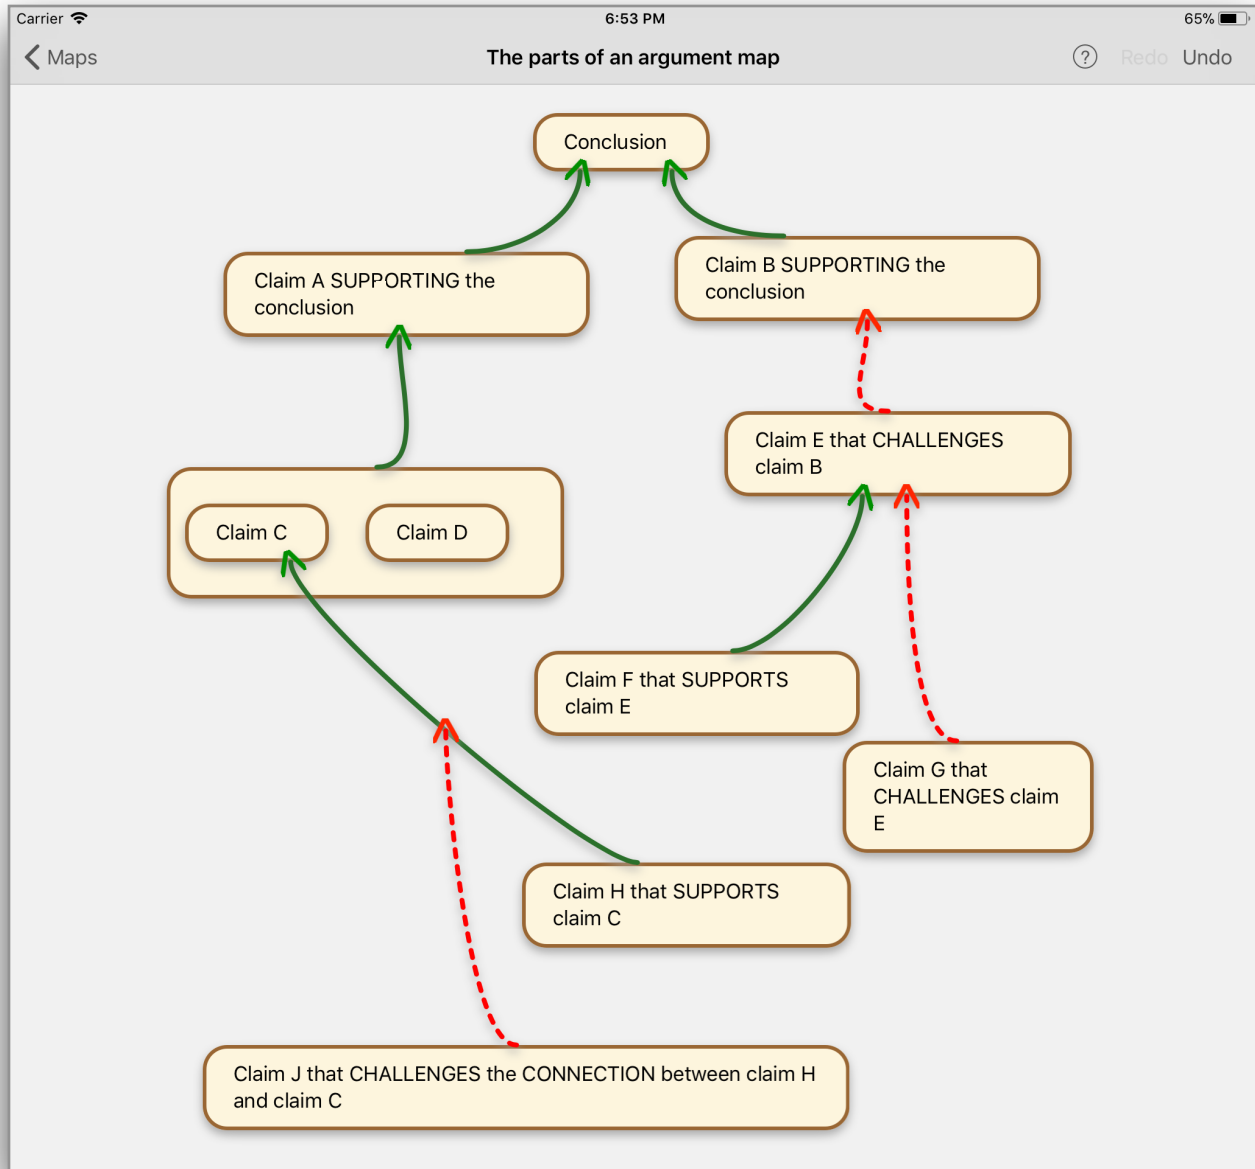 Carrier
6:53 PM
65%
Maps
The parts of an argument map
?
Redo
Undo
Conclusion
Claim A SUPPORTING the
conclusion
Claim B SUPPORTING the
conclusion
Claim E that CHALLENGES
claim B
Claim C
Claim D
Claim F that SUPPORTS
claim E
Claim G that
CHALLENGES claim
E
Claim H that SUPPORTS
claim C
Claim J that CHALLENGES the CONNECTION between claim H
and claim C